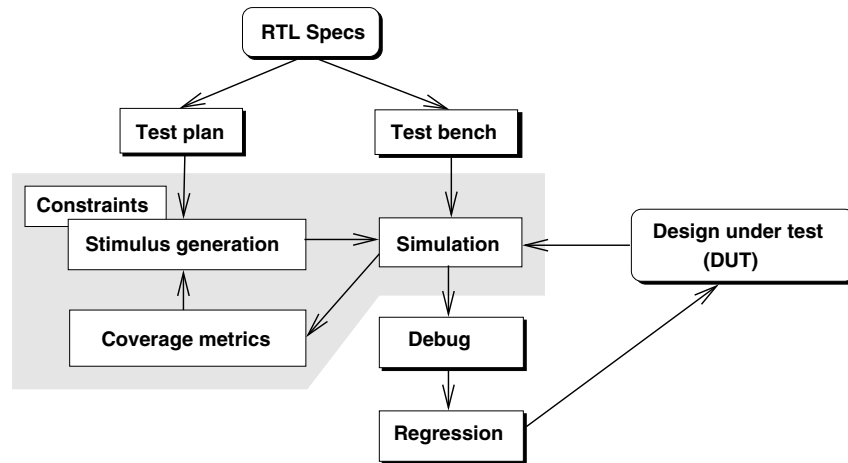 RTL Specs
Test plan
Test bench
Constraints
Stimulus generation
Simulation
Design under test
(DUT)
Coverage metrics
Debug
Regression